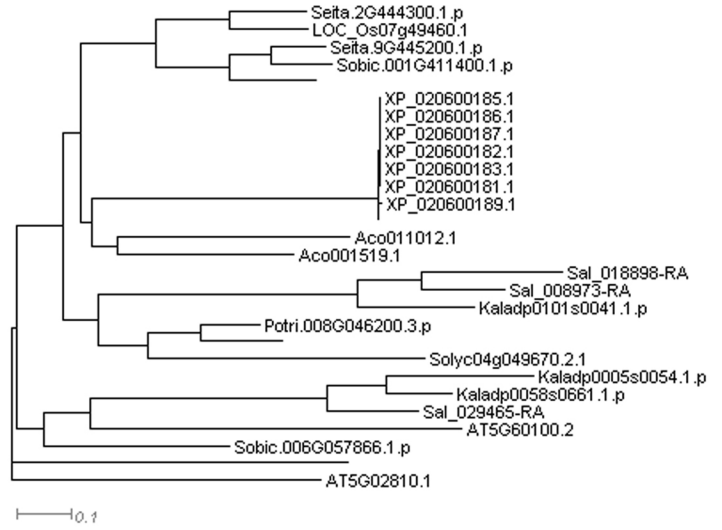 Seita.2G444300.1.p
LOC_Os07g49460.1
Seita.9G445200.1.p
Sobic.001G411400.1.p
XP_020600185.1
XP_020600186.1
XP_020600187.1
XP_020600182.1
XP_020600183.1
XP_020600181.1
XP_020600189.1
Aco011012.1
Aco001519.1
Sal_018898-RA
Sal_008973-RA
Kaladp0101s0041.1.p
Potri.008G046200.3.p
Solyc04g049670.2.1
Kaladp0005s0054.1.p
Kaladp0058s0661.1.p
Sal_029465-RA
AT5G60100.2
Sobic.006G057866.1.p
AT5G02810.1
0.1